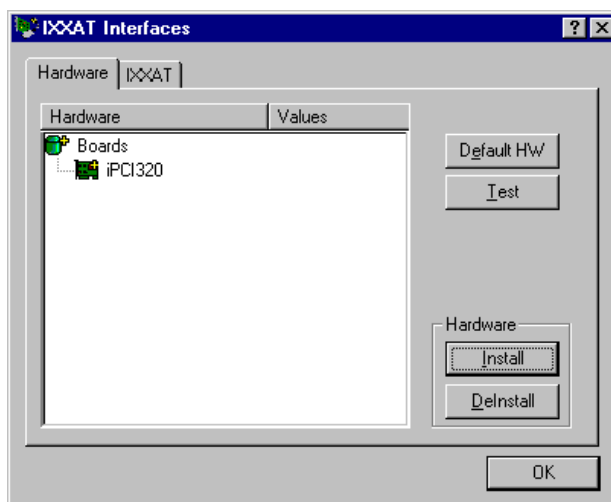 IXXAT Interfaces
Hardware IXXAT
Hardware Values
Boards
iPCI320
Default HW
Test
Hardware
Install
DeInstall
OK